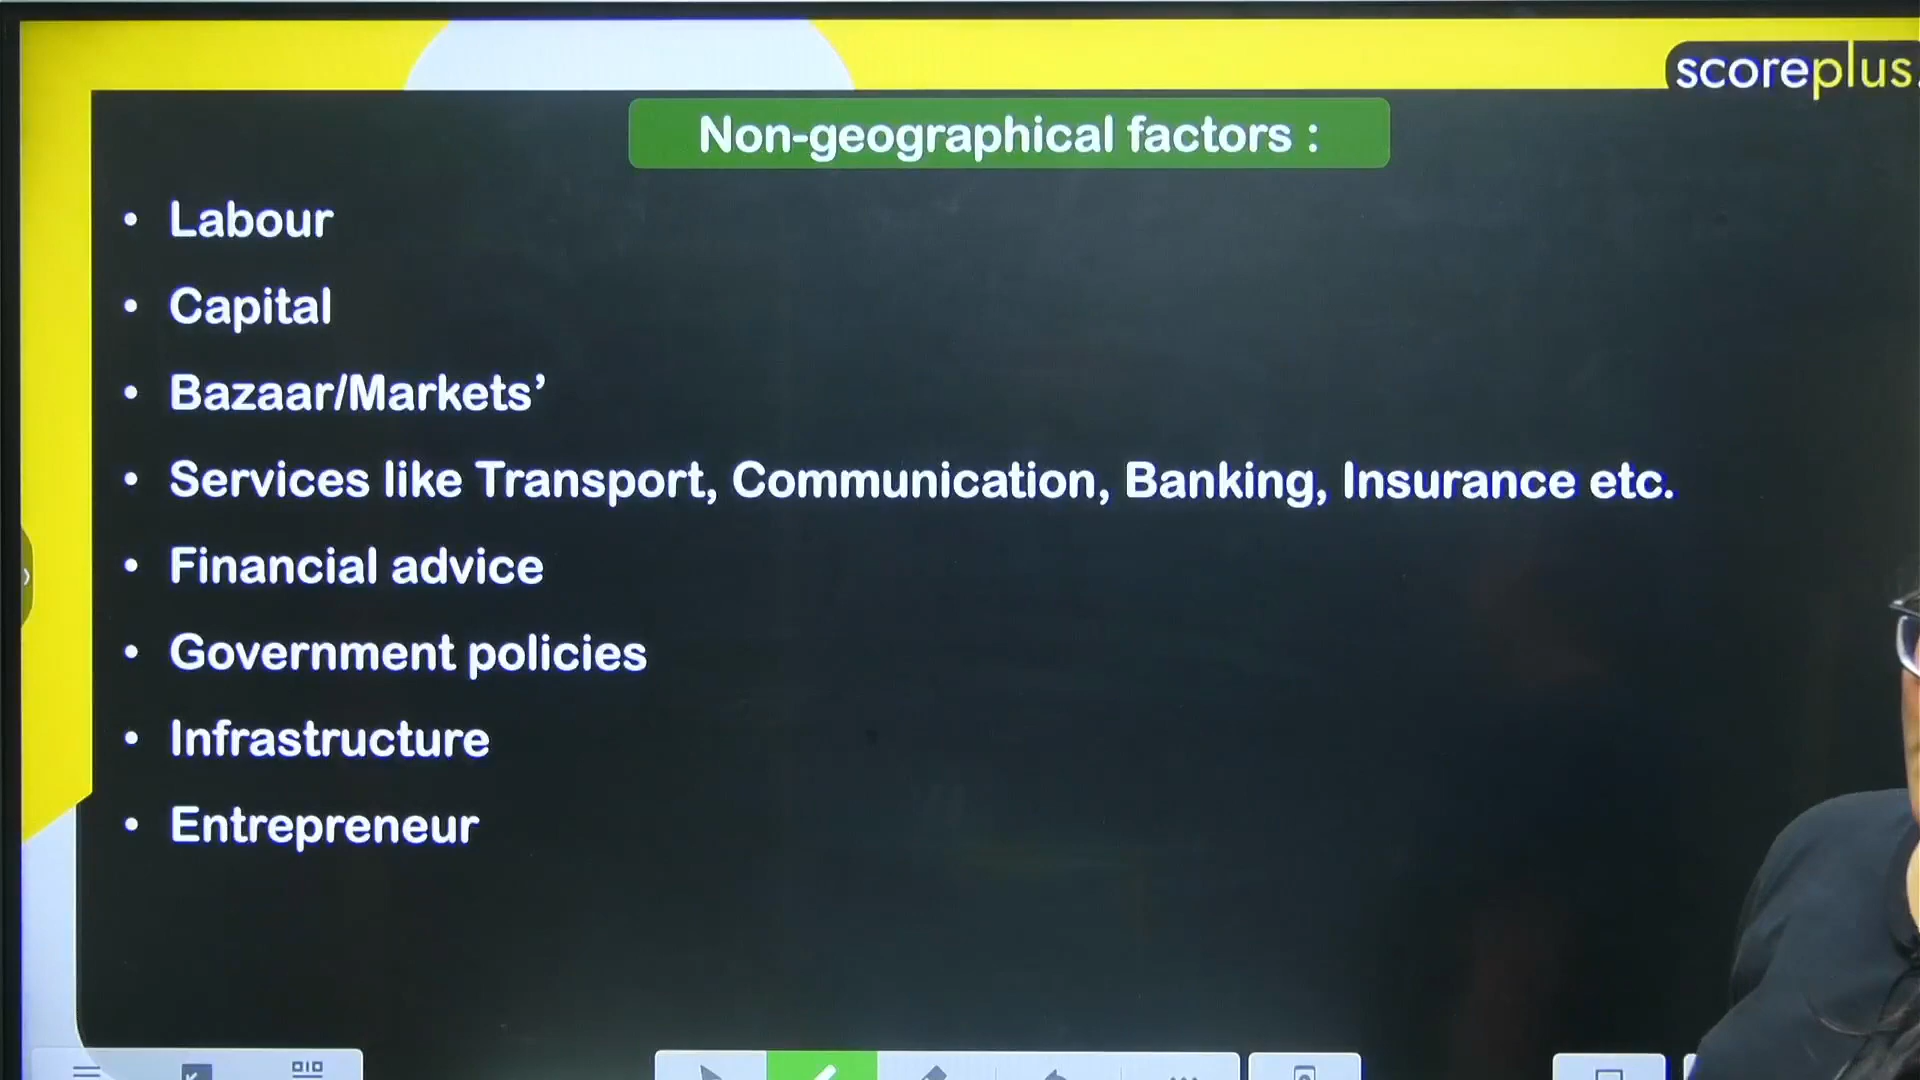 scoreplus.
Non-geographical factors :
• Labour
• Capital
• Bazaar/Markets’
• Services like Transport, Communication, Banking, Insurance etc.
• Financial advice
• Government policies
• Infrastructure
• Entrepreneur